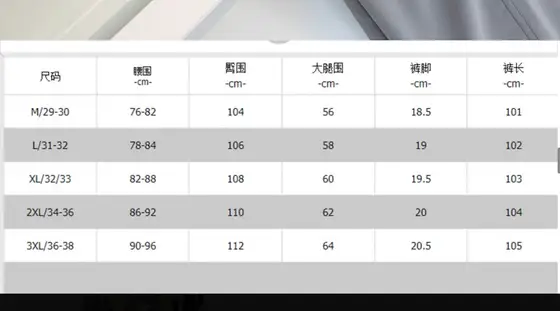 尺码 腰围 臀围 大腿围 裤脚 裤长
-cm- -cm- -cm- -cm- -cm-
M/29-30 76-82 104 56 18.5 101
L/31-32 78-84 106 58 19 102
XL/32/33 82-88 108 60 19.5 103
2XL/34-36 86-92 110 62 20 104
3XL/36-38 90-96 112 64 20.5 105